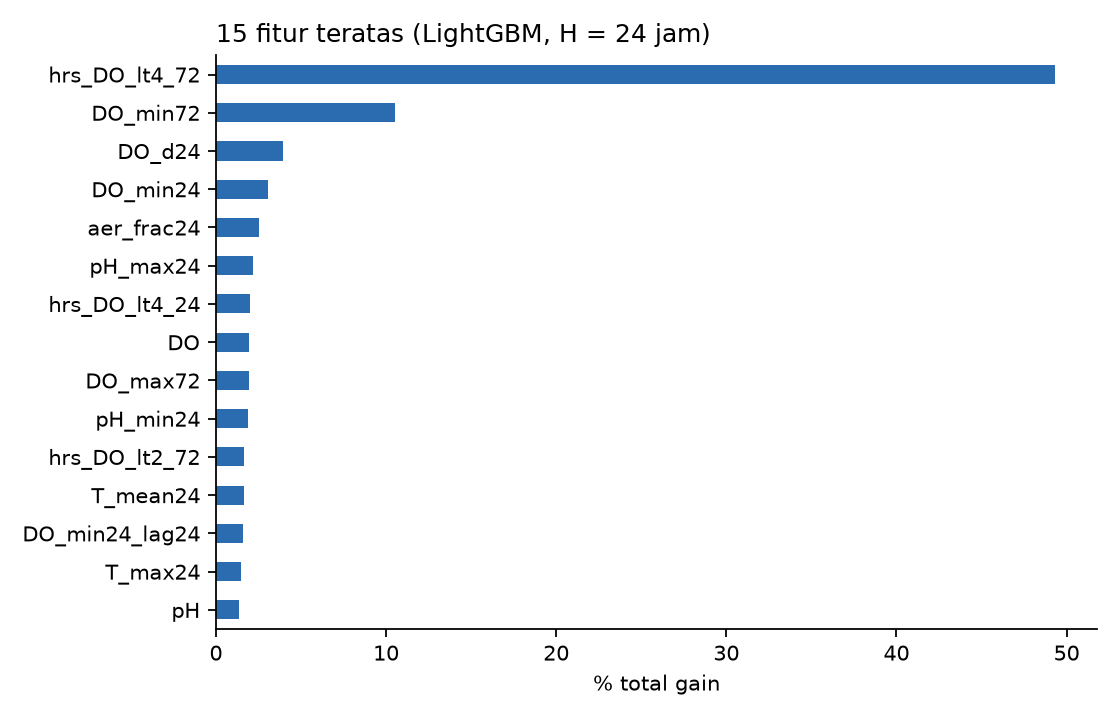 15 fitur teratas (LightGBM, H = 24 jam)
hrs_DO_lt4_72
DO_min72
DO_d24
DO_min24
aer_frac24
pH_max24
hrs_DO_lt4_24
DO
DO_max72
pH_min24
hrs_DO_lt2_72
T_mean24
DO_min24_lag24
T_max24
pH
0 10 20 30 40 50
% total gain